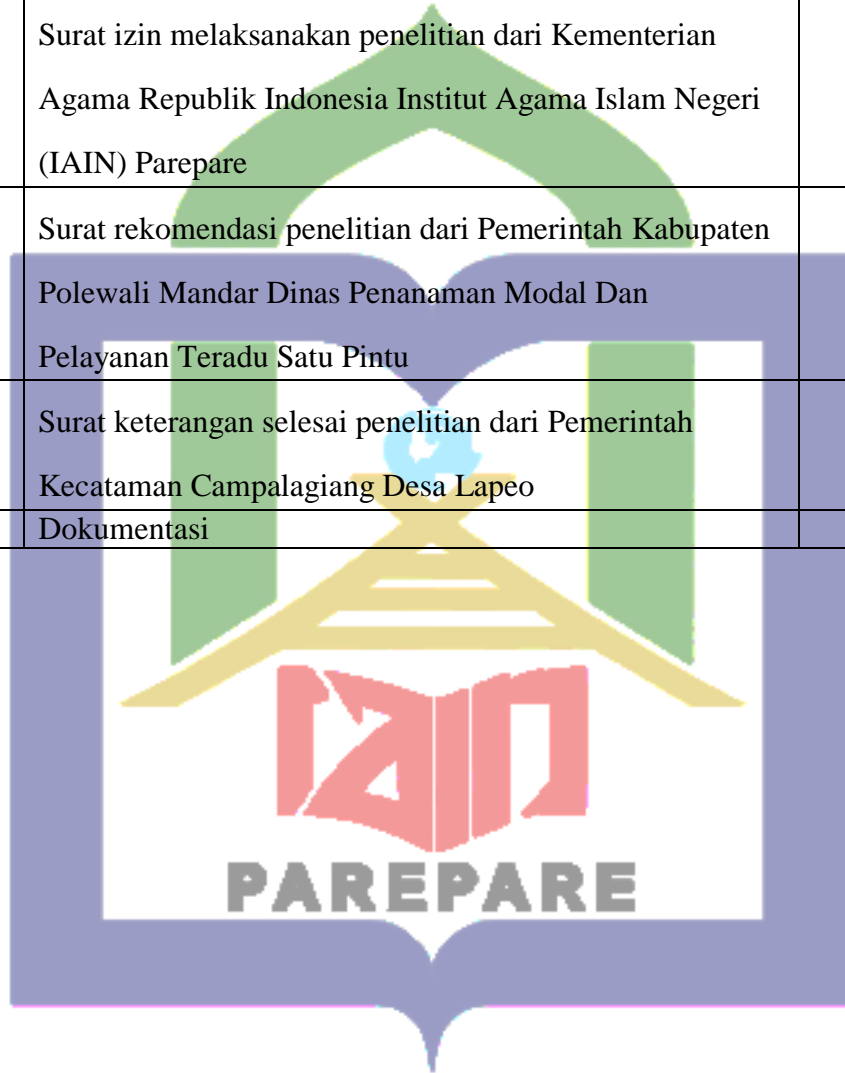 Surat izin melaksanakan penelitian dari Kementerian
Agama Republik Indonesia Institut Agama Islam Negeri
(IAIN) Parepare
Surat rekomendasi penelitian dari Pemerintah Kabupaten
Polewali Mandar Dinas Penanaman Modal Dan
Pelayanan Teradu Satu Pintu
Surat keterangan selesai penelitian dari Pemerintah
Kecataman Campalagiang Desa Lapeo
Dokumentasi
iain
PAREPARE